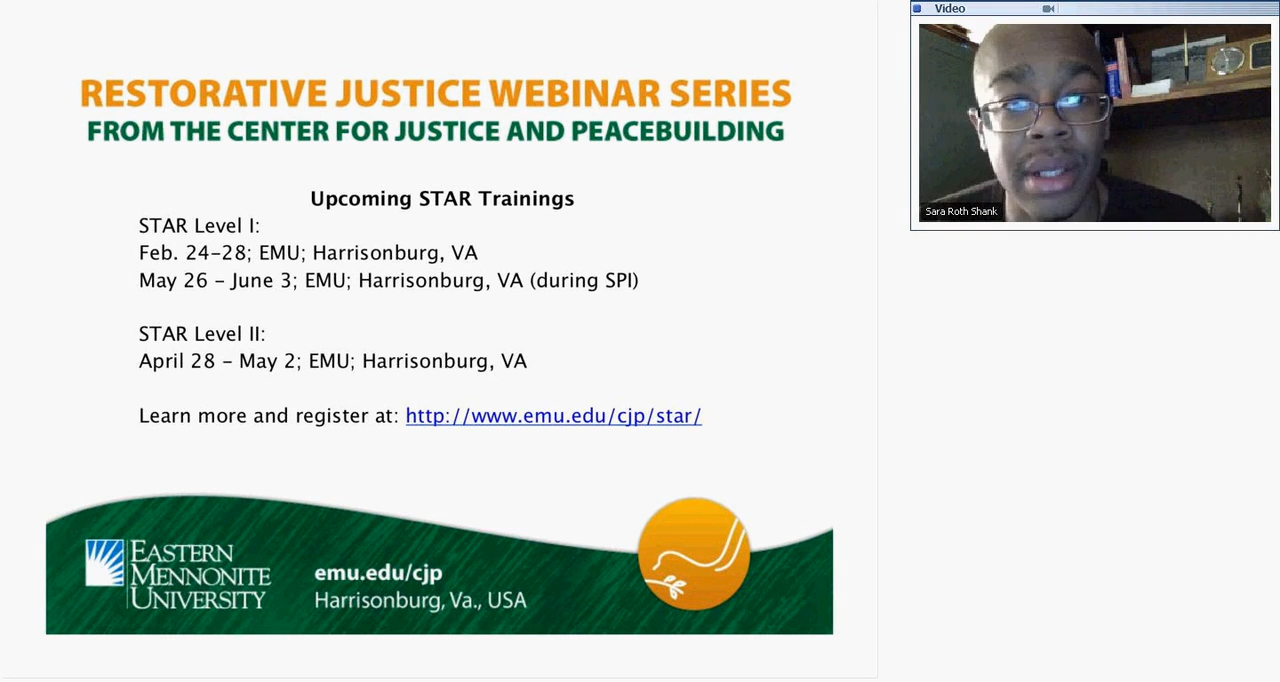 RESTORATIVE JUSTICE WEBINAR SERIES
FROM THE CENTER FOR JUSTICE AND PEACEBUILDING
Upcoming STAR Trainings
STAR Level I:
Feb. 24–28; EMU; Harrisonburg, VA
May 26 – June 3; EMU; Harrisonburg, VA (during SPI)
STAR Level II:
April 28 – May 2; EMU; Harrisonburg, VA
Learn more and register at: http://www.emu.edu/cjp/star/
EASTERN
MENNONITE
UNIVERSITY
emu.edu/cjp
Harrisonburg, Va., USA
Video
Sara Roth Shank